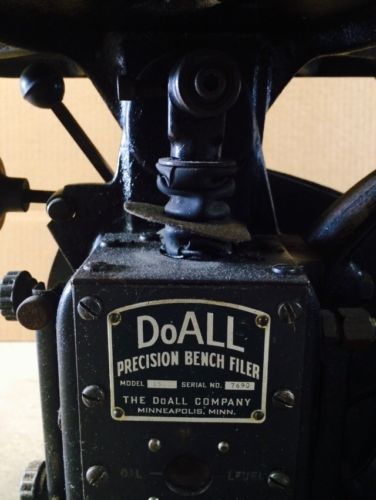 DoALL
PRECISION BENCH FILER
MODEL SERIAL NO. 7690
THE DoALL COMPANY
MINNEAPOLIS, MINN.
OIL LEVEL